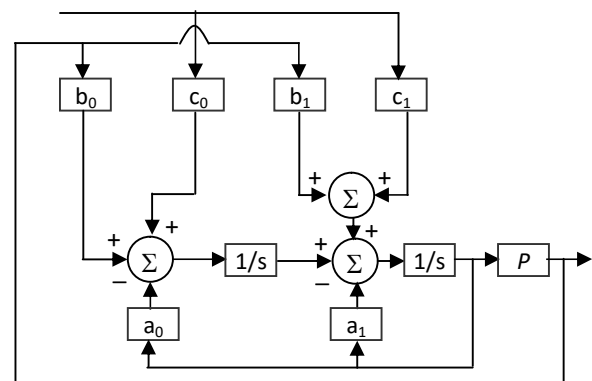 b₀ c₀ b₁ c₁
+ +
Σ
+ + + +
Σ 1/s Σ 1/s P
− −
a₀ a₁